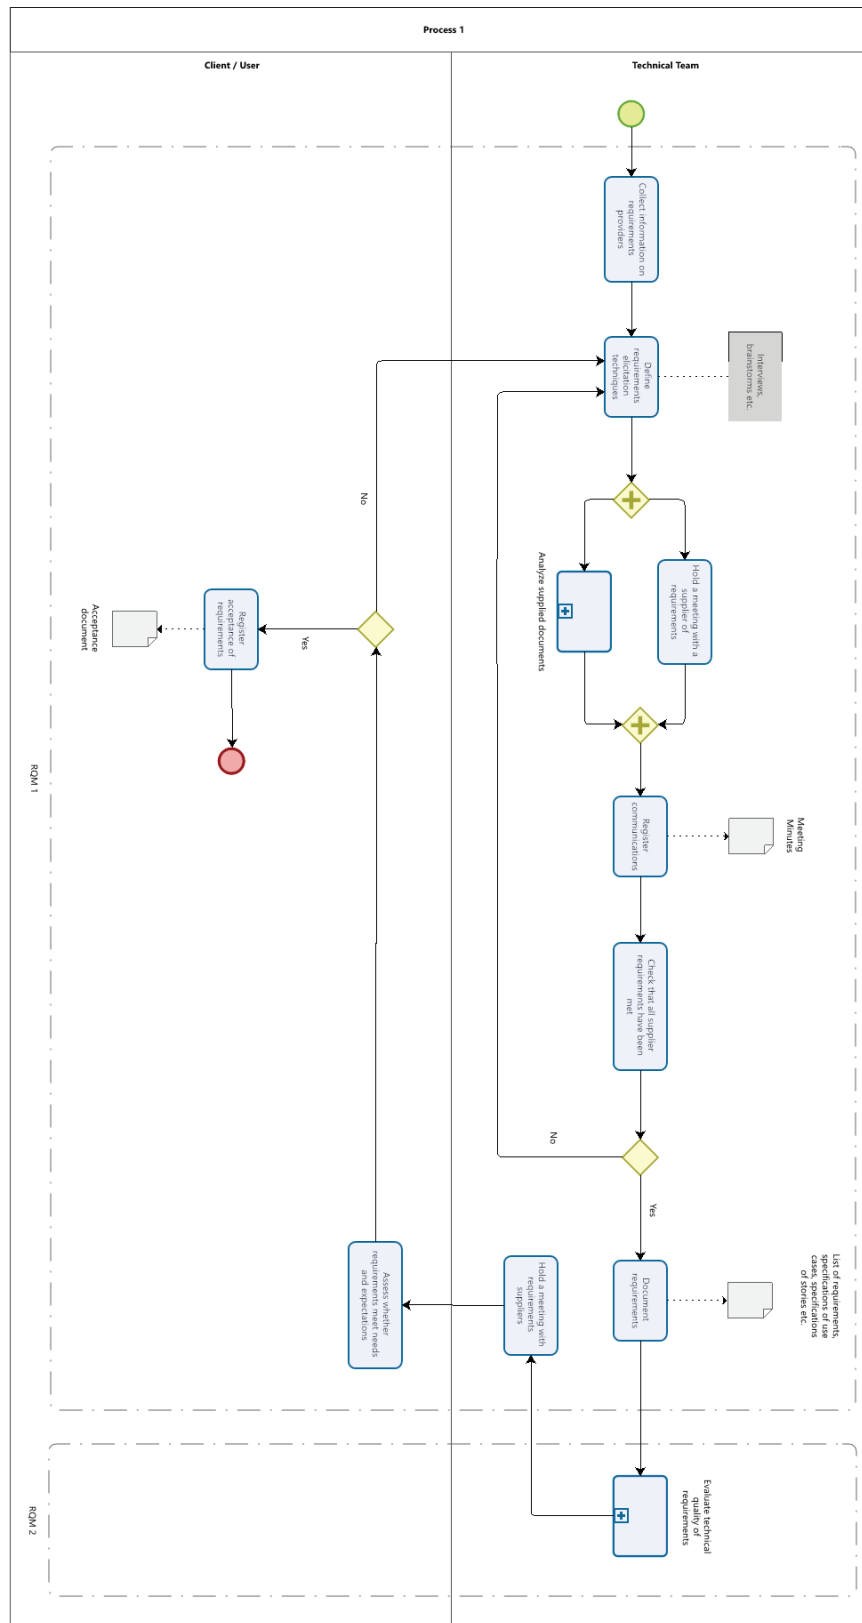 Process 1
Client / User
Technical Team
Collect information on
requirements
providers
Define
requirements
elicitation
techniques
Interviews,
brainstorms etc.
No
Hold a meeting with a
supplier of
requirements
Analyze supplied documents
Register
acceptance of
requirements
Yes
Acceptance
document
RQM 1
Register
communications
Meeting
Minutes
Check that all supplier
requirements have been
met
No
Yes
Document
requirements
List of requirements,
specifications of use
cases, specifications
of stories etc.
Hold a meeting with
requirements
suppliers
Assess whether
requirements meet needs
and expectations
Evaluate technical
quality of
requirements
RQM 2